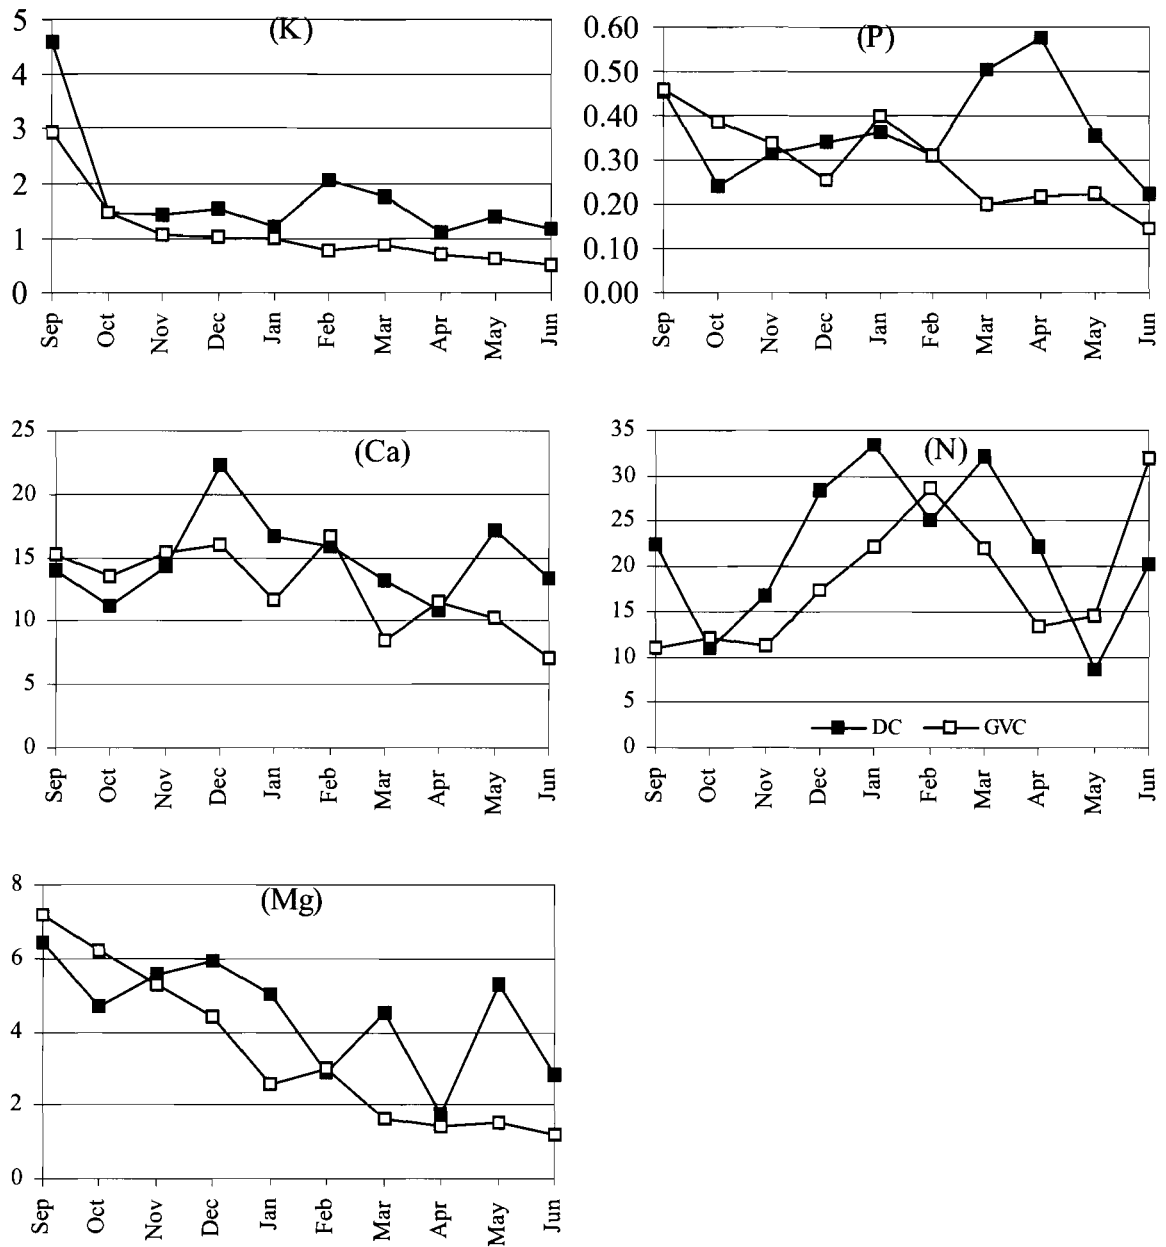 (K)
5
4
3
2
1
0
Sep Oct Nov Dec Jan Feb Mar Apr May Jun
(P)
0.60
0.50
0.40
0.30
0.20
0.10
0.00
Sep Oct Nov Dec Jan Feb Mar Apr May Jun
(Ca)
25
20
15
10
5
0
Sep Oct Nov Dec Jan Feb Mar Apr May Jun
(N)
35
30
25
20
15
10
5
0
DC GVC
Sep Oct Nov Dec Jan Feb Mar Apr May Jun
(Mg)
8
6
4
2
0
Sep Oct Nov Dec Jan Feb Mar Apr May Jun